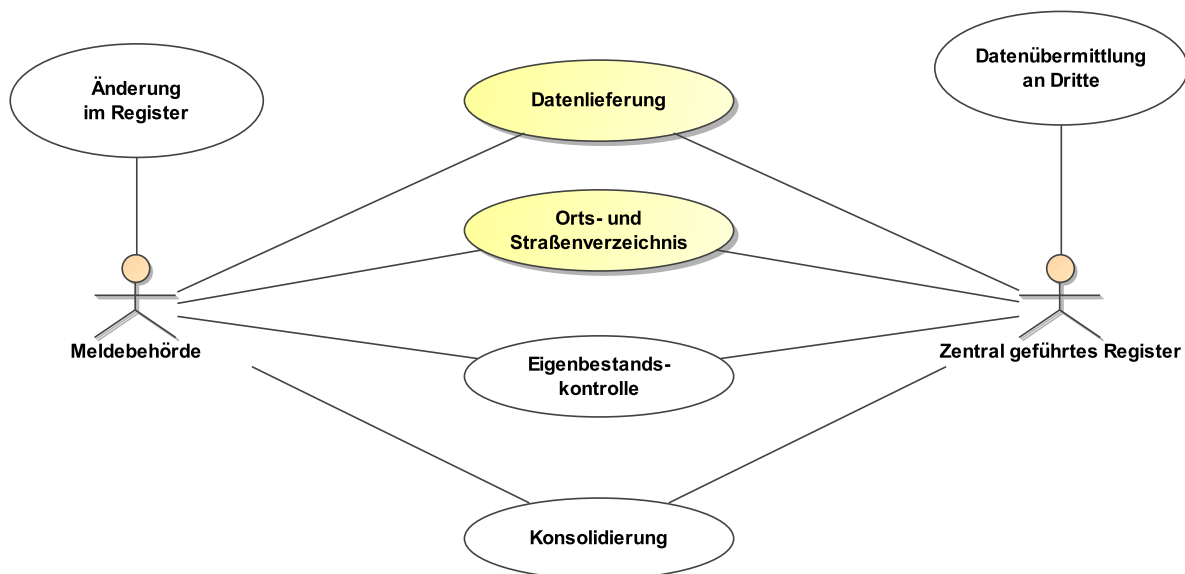 Änderung
im Register
Datenlieferung
Datenübermittlung
an Dritte
Orts- und
Straßenverzeichnis
Meldebehörde
Zentral geführtes Register
Eigenbestands-
kontrolle
Konsolidierung